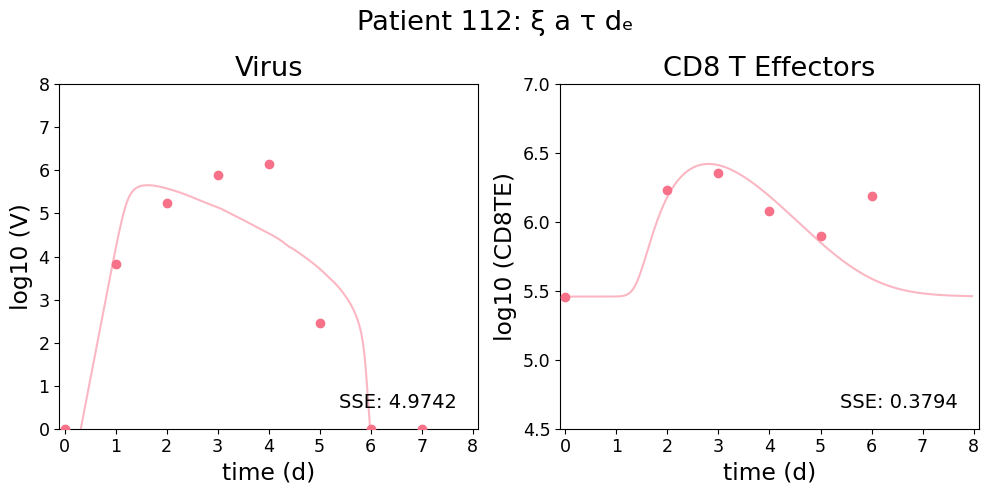 Patient 112: ξ a τ dₑ
Virus
log10 (V)
8
7
6
5
4
3
2
1
0
0 1 2 3 4 5 6 7 8
time (d)
SSE: 4.9742
CD8 T Effectors
log10 (CD8TE)
7.0
6.5
6.0
5.5
5.0
4.5
0 1 2 3 4 5 6 7 8
time (d)
SSE: 0.3794